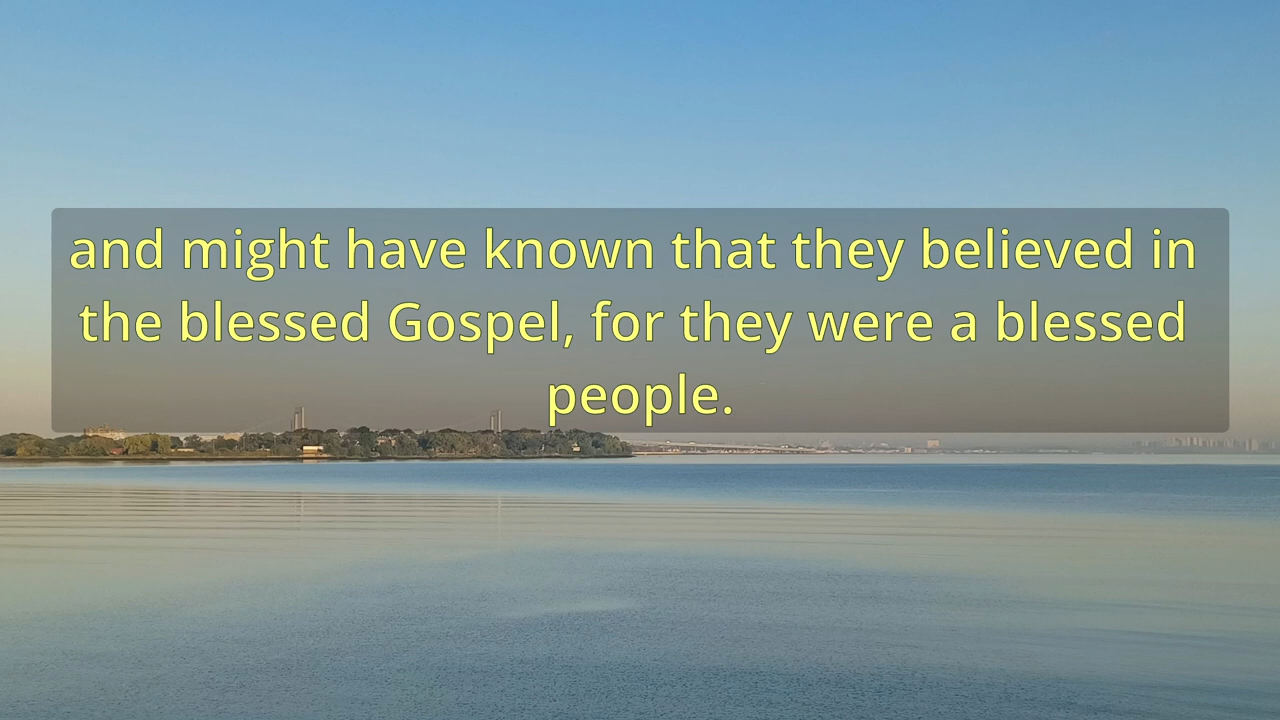 and might have known that they believed in
the blessed Gospel, for they were a blessed
people.